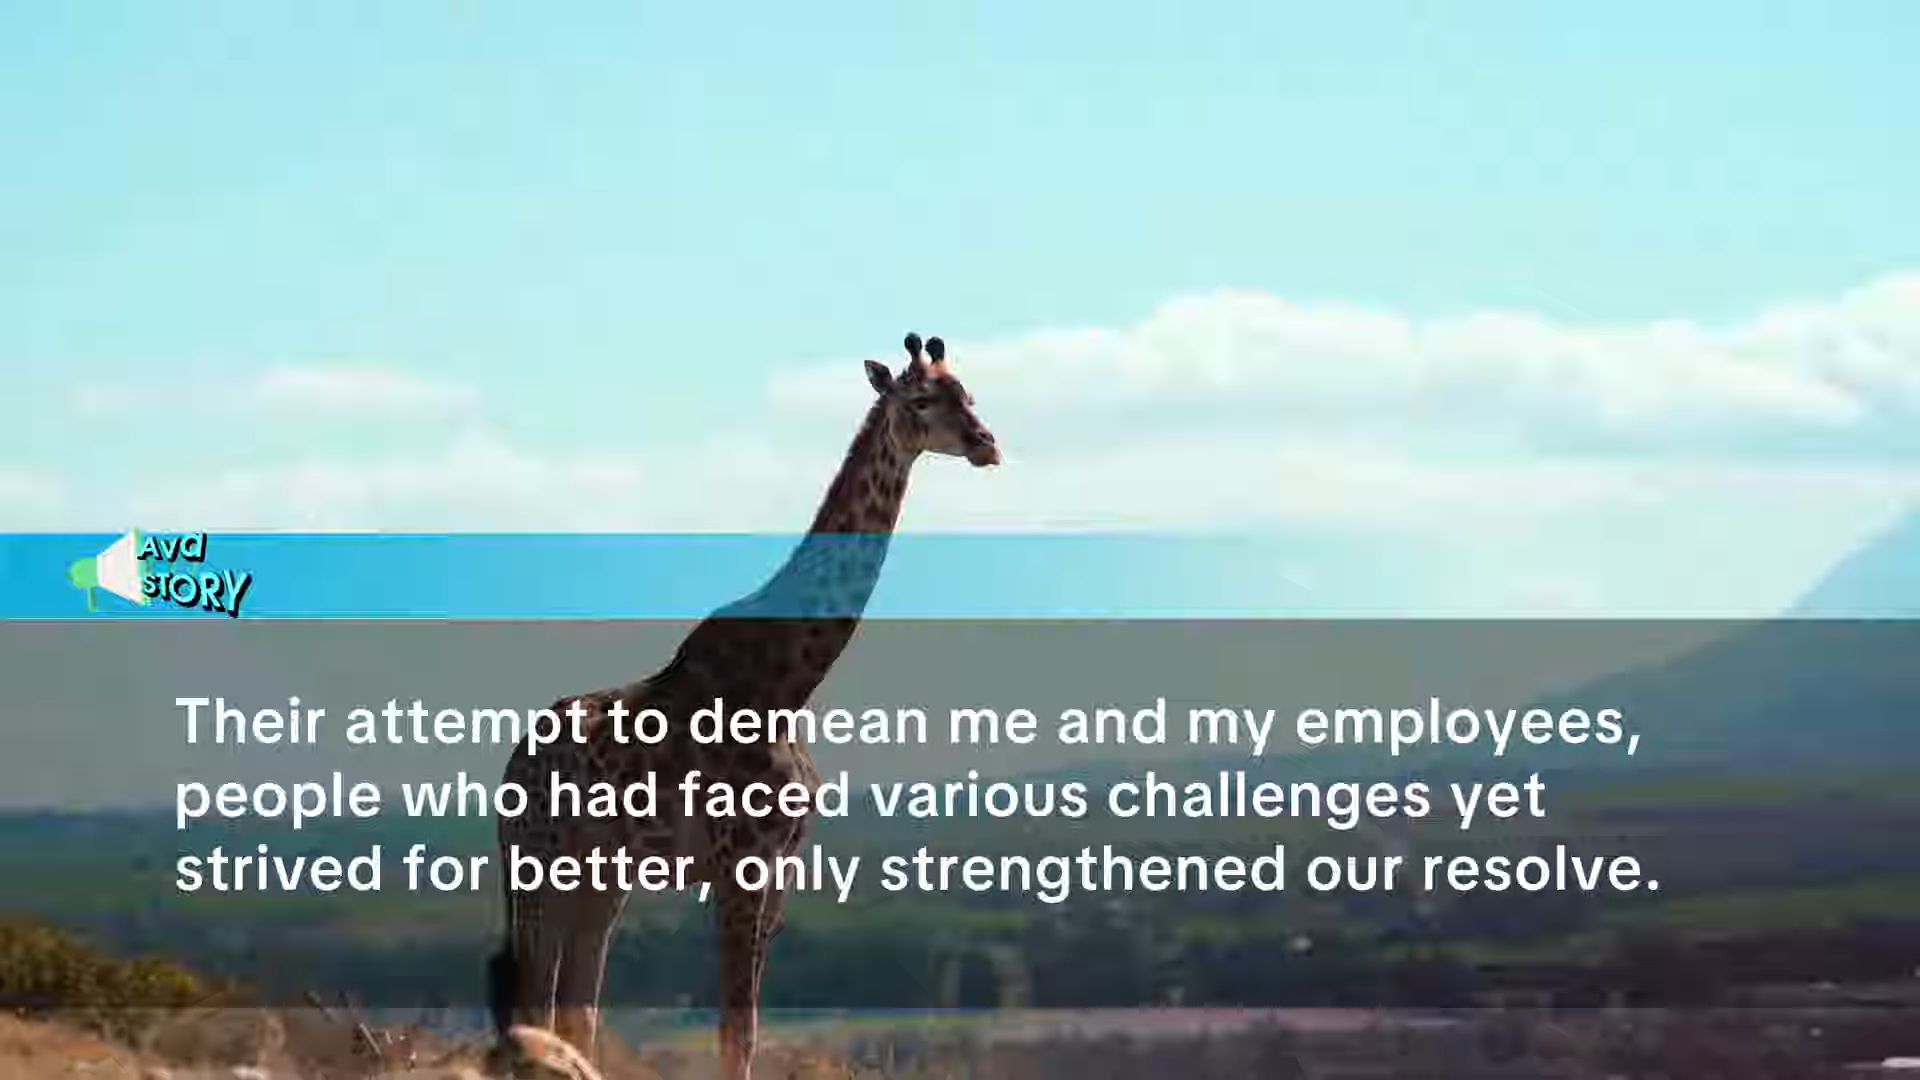 AVA
STORY
Their attempt to demean me and my employees,
people who had faced various challenges yet
strived for better, only strengthened our resolve.